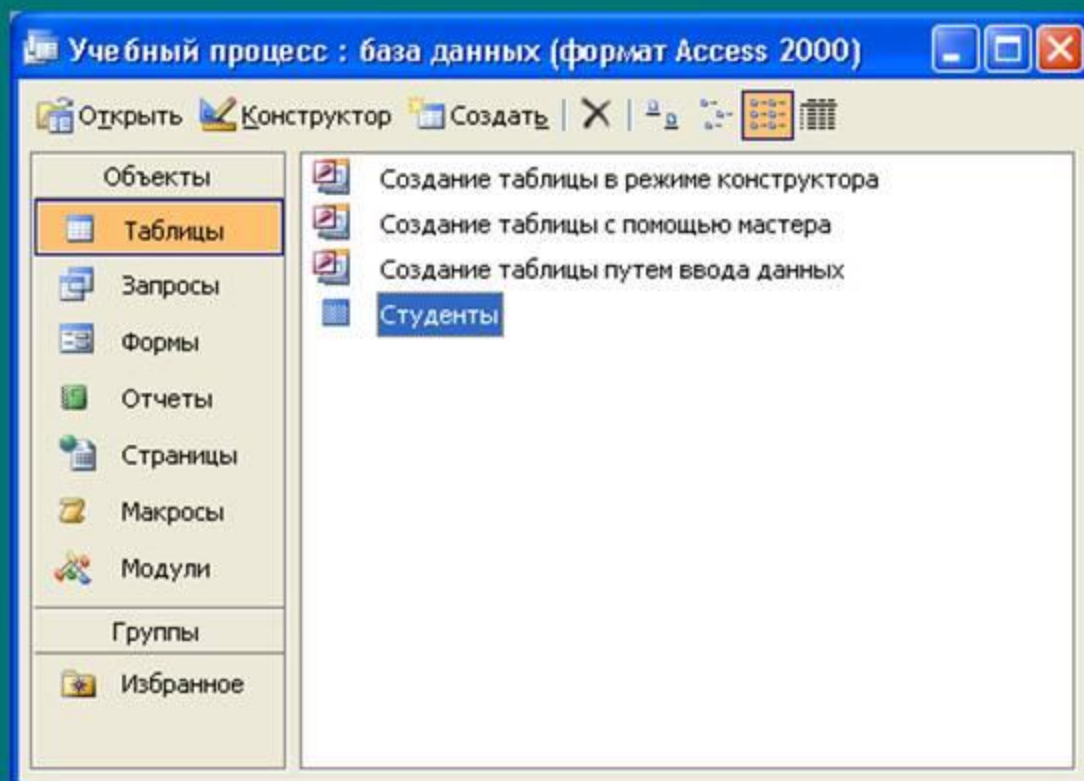 Учебный процесс : база данных (формат Access 2000)
Открыть Конструктор Создать
Объекты
Таблицы
Запросы
Формы
Отчеты
Страницы
Макросы
Модули
Группы
Избранное
Создание таблицы в режиме конструктора
Создание таблицы с помощью мастера
Создание таблицы путем ввода данных
Студенты